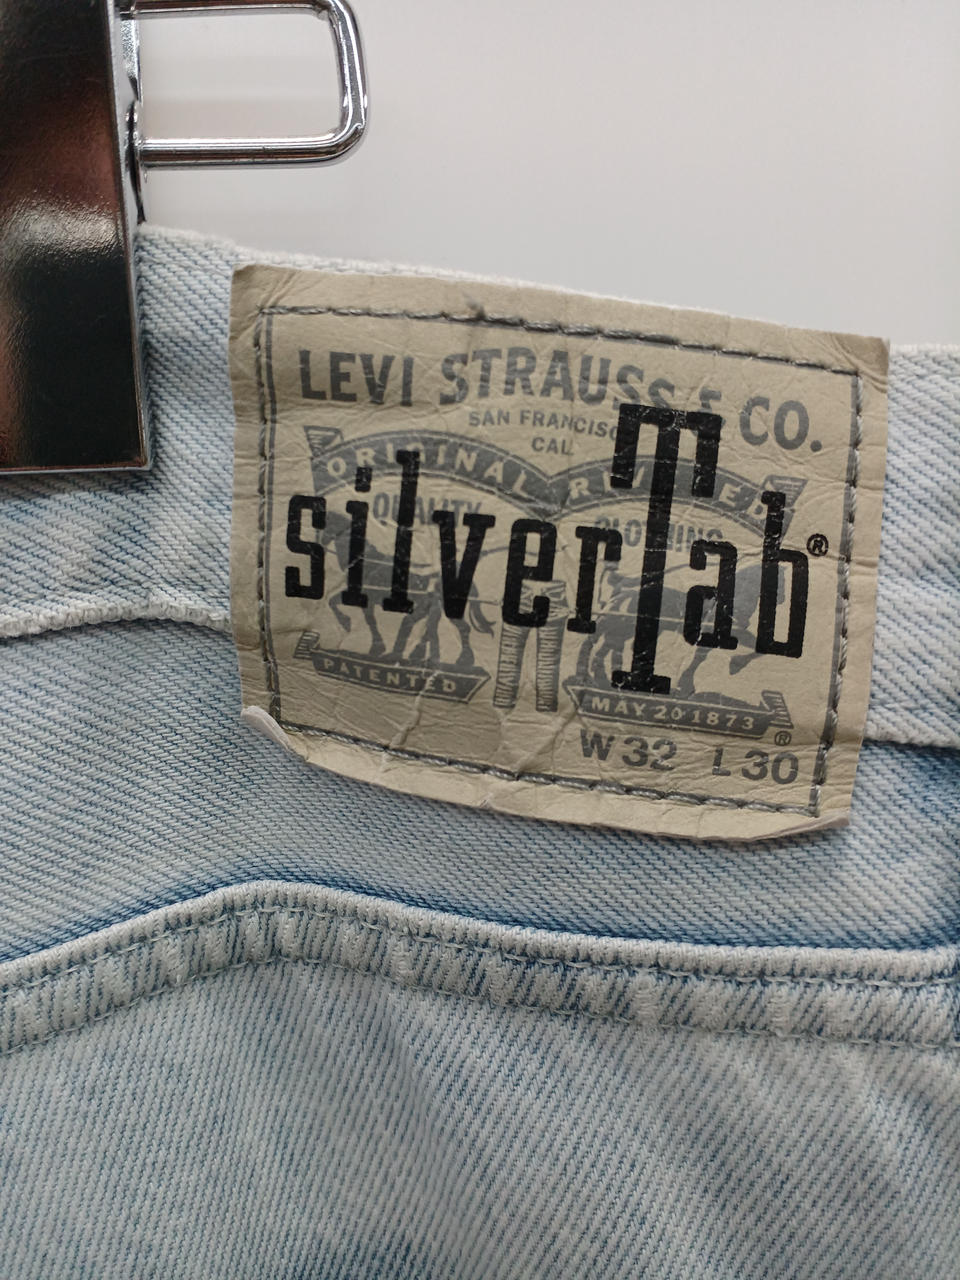 LEVI STRAUSS & CO.
SAN FRANCISCO
CAL
ORIGINAL RIVETED
QUALITY CLOTHING
silverTab®
PATENTED MAY 20 1873
®
W32 L30